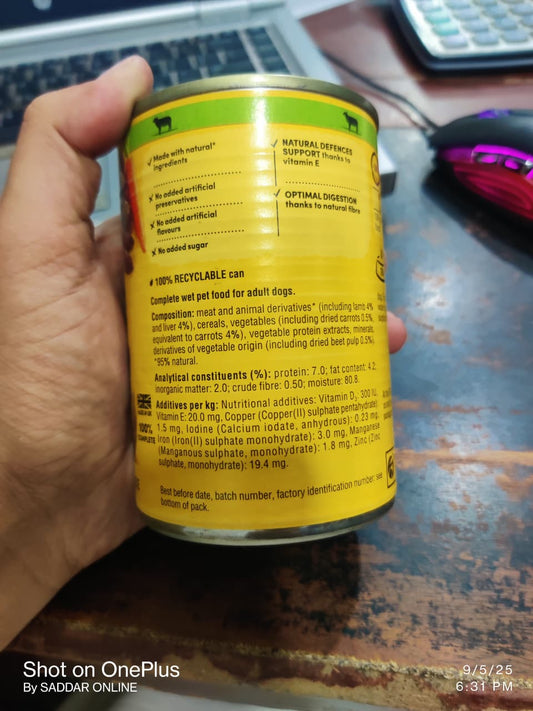 ✓ Made with natural*
ingredients
✗ No added artificial
preservatives
✗ No added artificial
flavours
✗ No added sugar
✓ NATURAL DEFENCES
SUPPORT thanks to
vitamin E
✓ OPTIMAL DIGESTION
thanks to natural fibre
# 100% RECYCLABLE can
Complete wet pet food for adult dogs.
Composition: meat and animal derivatives* (including lamb 4%
and liver 4%), cereals, vegetables (including dried carrots 0.5%,
equivalent to carrots 4%), vegetable protein extracts, minerals,
derivatives of vegetable origin (including dried beet pulp 0.5%).
*95% natural.
Analytical constituents (%): protein: 7.0; fat content: 4.2;
inorganic matter: 2.0; crude fibre: 0.50; moisture: 80.8.
Additives per kg: Nutritional additives: Vitamin D₃ 300 IU,
Vitamin E: 20.0 mg, Copper (Copper(II) sulphate pentahydrate)
1.5 mg, Iodine (Calcium iodate, anhydrous): 0.23 mg,
Iron (Iron(II) sulphate monohydrate): 3.0 mg, Manganese
(Manganous sulphate, monohydrate): 1.8 mg, Zinc (Zinc
sulphate, monohydrate): 19.4 mg.
100%
COMPLETE
Best before date, batch number, factory identification number: see
bottom of pack.
Shot on OnePlus
By SADDAR ONLINE
9/5/25
6:31 PM